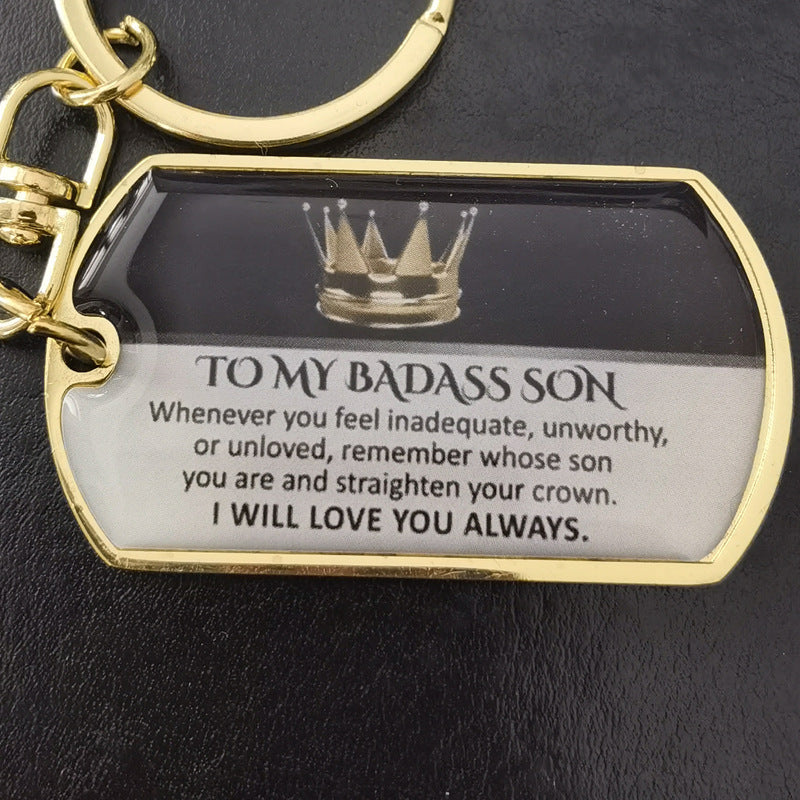 TO MY BADASS SON
Whenever you feel inadequate, unworthy,
or unloved, remember whose son
you are and straighten your crown.
I WILL LOVE YOU ALWAYS.